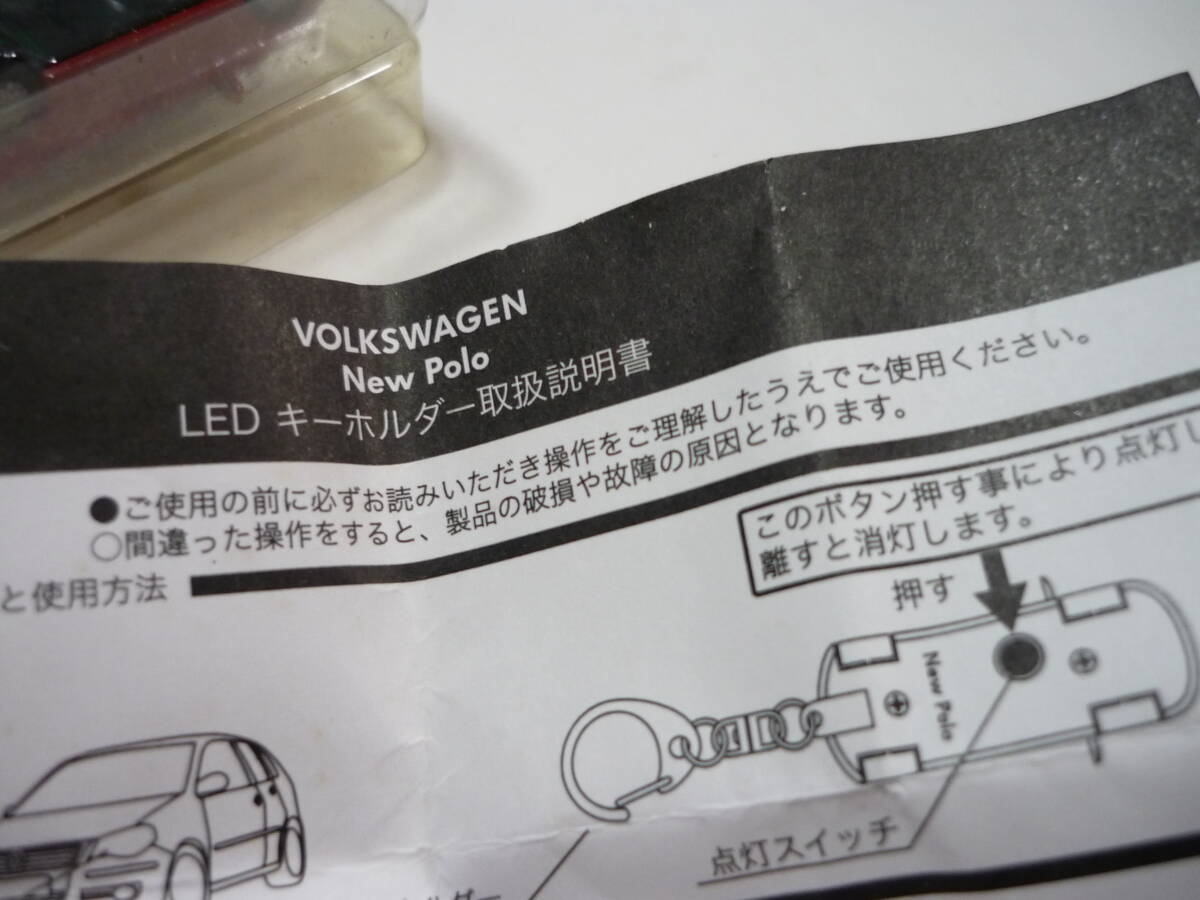 VOLKSWAGEN
New Polo
LED キーホルダー取扱説明書
●ご使用の前に必ずお読みいただき操作をご理解したうえでご使用ください。
○間違った操作をすると、製品の破損や故障の原因となります。
と使用方法
このボタン押す事により点灯し
離すと消灯します。
押す
New Polo
点灯スイッチ
ルダー